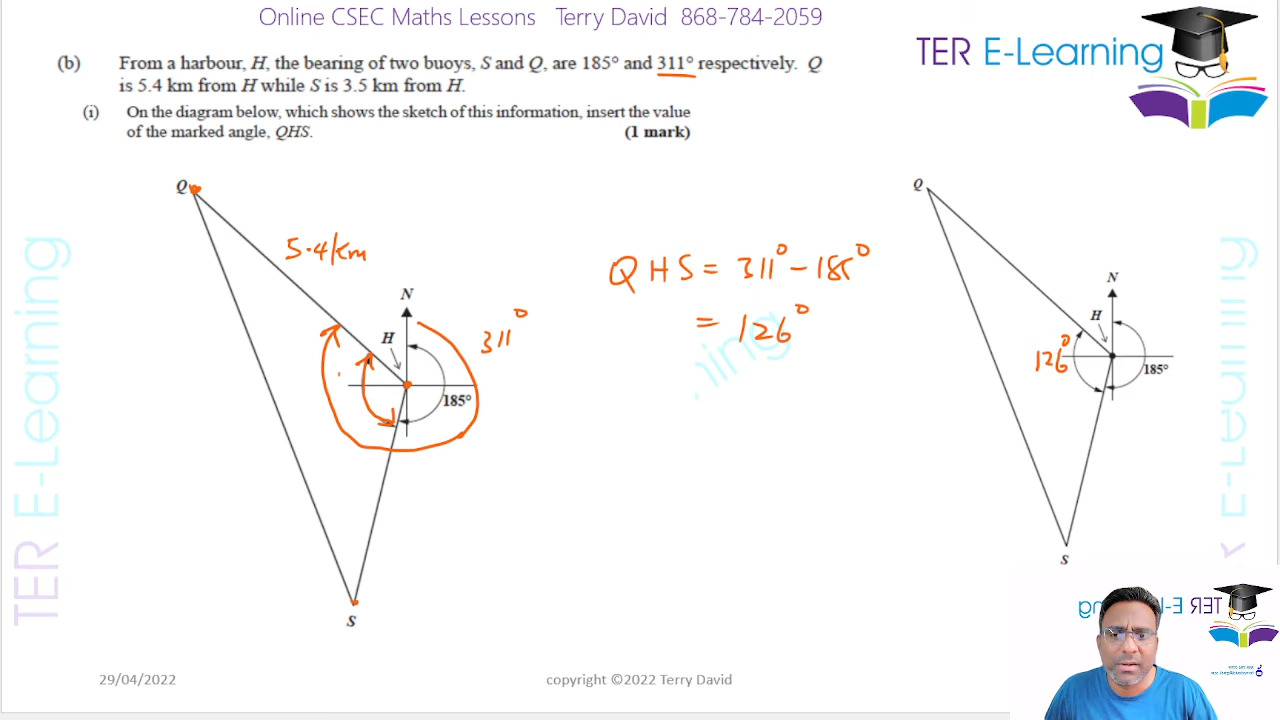 Online CSEC Maths Lessons Terry David 868-784-2059
TER E-Learning
(b) From a harbour, H, the bearing of two buoys, S and Q, are 185° and 311° respectively. Q
is 5.4 km from H while S is 3.5 km from H.
(i) On the diagram below, which shows the sketch of this information, insert the value
of the marked angle, QHS. (1 mark)
Q
5.4km
N
H
185°
311°
S
QHS = 311° - 185°
= 126°
Q
N
H
126°
185°
S
TER E-Learning
29/04/2022
copyright ©2022 Terry David
TER E-Learning